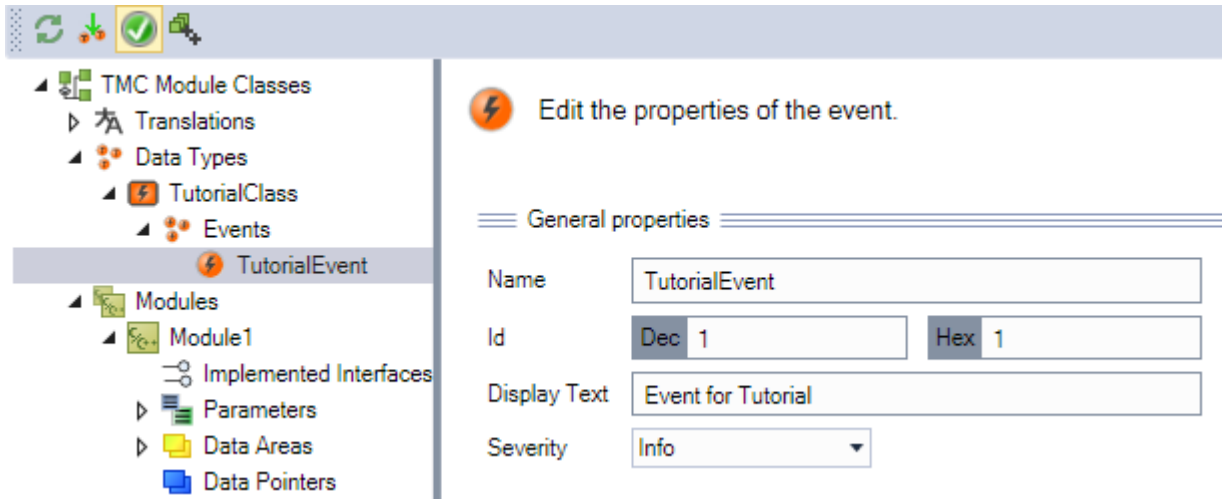 TMC Module Classes
Translations
Data Types
TutorialClass
Events
TutorialEvent
Modules
Module1
Implemented Interfaces
Parameters
Data Areas
Data Pointers
Edit the properties of the event.
General properties
Name TutorialEvent
Id Dec 1 Hex 1
Display Text Event for Tutorial
Severity Info